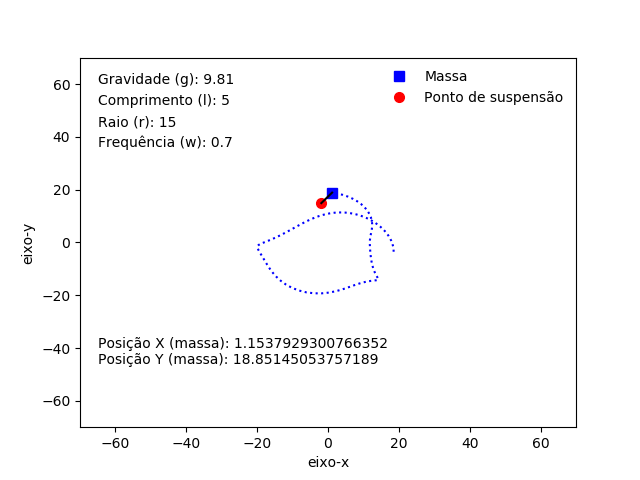 Gravidade (g): 9.81
Comprimento (l): 5
Raio (r): 15
Frequência (w): 0.7
Massa
Ponto de suspensão
60
40
20
0
−20
−40
−60
eixo-y
Posição X (massa): 1.1537929300766352
Posição Y (massa): 18.85145053757189
−60
−40
−20
0
20
40
60
eixo-x